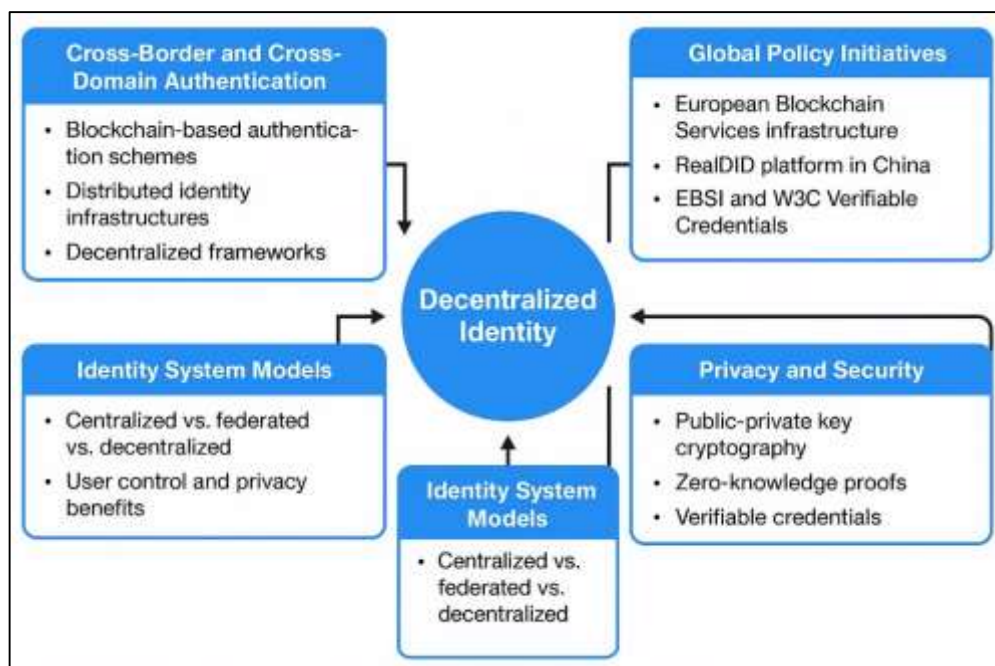 Cross-Border and Cross-
Domain Authentication
• Blockchain-based authentica-
tion schemes
• Distributed identity
infrastructures
• Decentralized frameworks
Global Policy Initiatives
• European Blockchain
Services infrastructure
• RealDID platform in China
• EBSI and W3C Verifiable
Credentials
Decentralized
Identity
Identity System Models
• Centralized vs. federated
vs. decentralized
• User control and privacy
benefits
Identity System
Models
• Centralized vs.
federated vs.
decentralized
Privacy and Security
• Public-private key
cryptography
• Zero-knowledge proofs
• Verifiable credentials